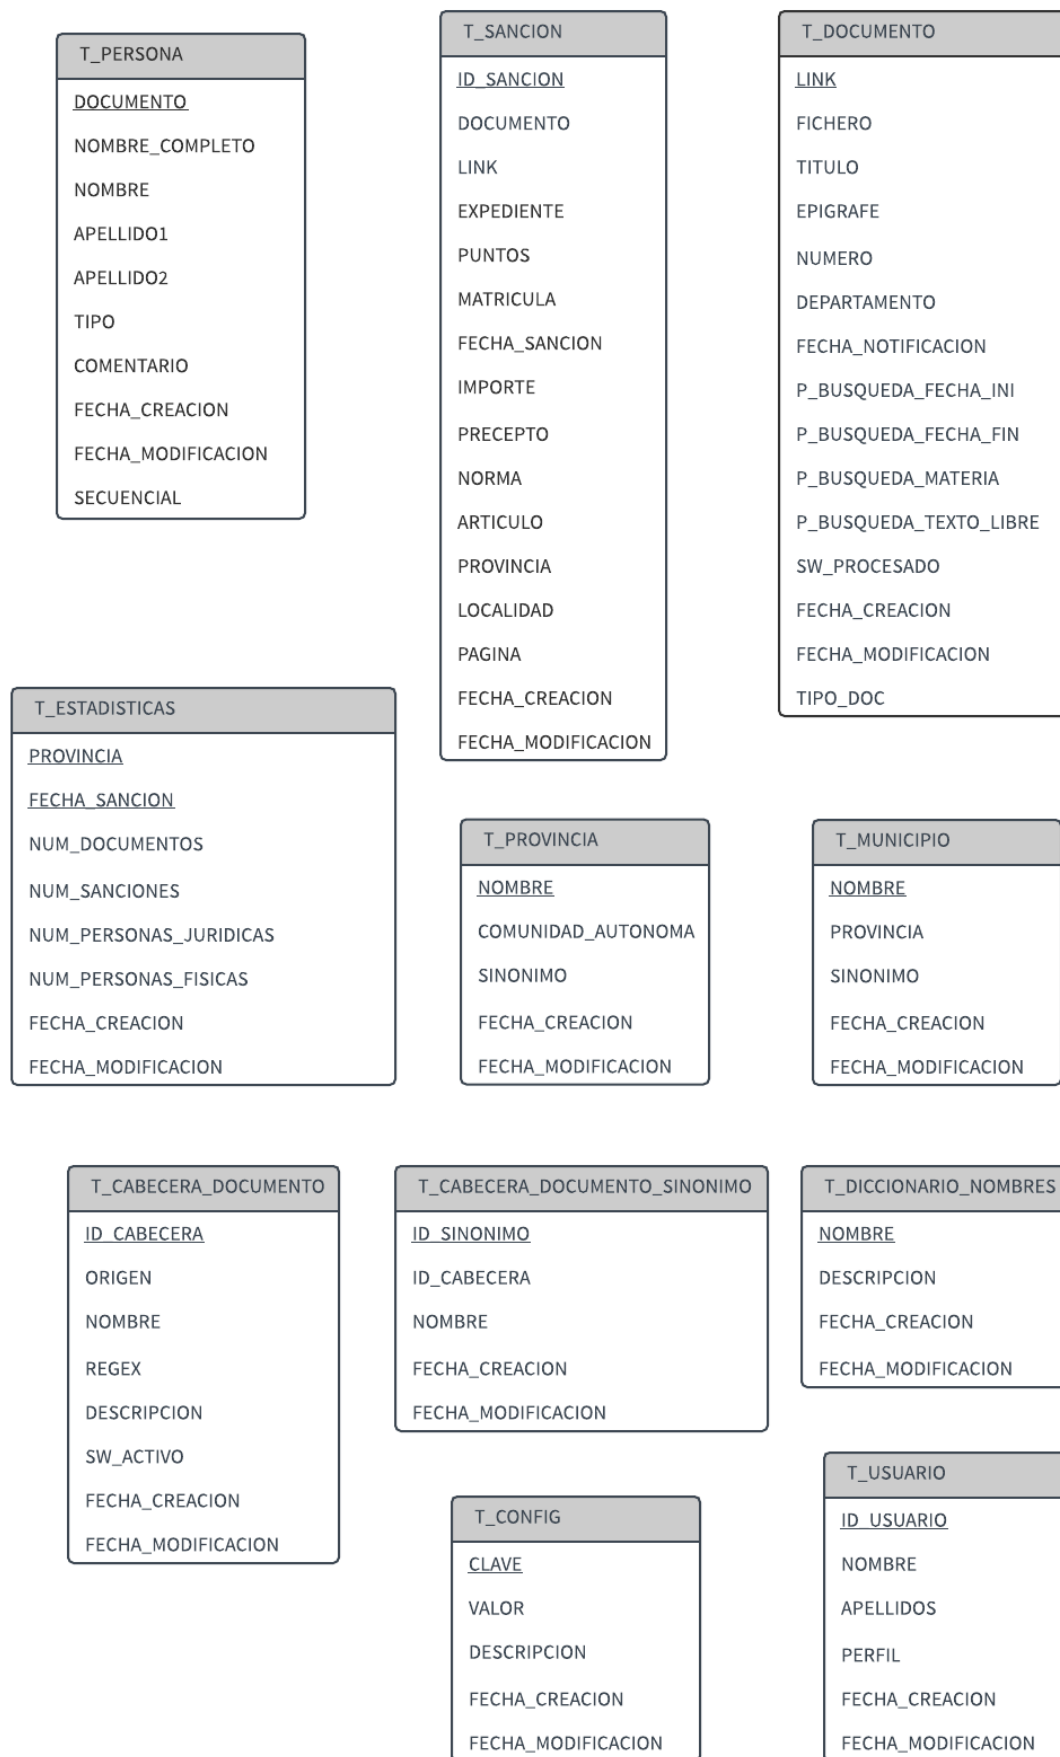 T_PERSONA
DOCUMENTO
NOMBRE_COMPLETO
NOMBRE
APELLIDO1
APELLIDO2
TIPO
COMENTARIO
FECHA_CREACION
FECHA_MODIFICACION
SECUENCIAL
T_SANCION
ID_SANCION
DOCUMENTO
LINK
EXPEDIENTE
PUNTOS
MATRICULA
FECHA_SANCION
IMPORTE
PRECEPTO
NORMA
ARTICULO
PROVINCIA
LOCALIDAD
PAGINA
FECHA_CREACION
FECHA_MODIFICACION
T_DOCUMENTO
LINK
FICHERO
TITULO
EPIGRAFE
NUMERO
DEPARTAMENTO
FECHA_NOTIFICACION
P_BUSQUEDA_FECHA_INI
P_BUSQUEDA_FECHA_FIN
P_BUSQUEDA_MATERIA
P_BUSQUEDA_TEXTO_LIBRE
SW_PROCESADO
FECHA_CREACION
FECHA_MODIFICACION
TIPO_DOC
T_ESTADISTICAS
PROVINCIA
FECHA_SANCION
NUM_DOCUMENTOS
NUM_SANCIONES
NUM_PERSONAS_JURIDICAS
NUM_PERSONAS_FISICAS
FECHA_CREACION
FECHA_MODIFICACION
T_PROVINCIA
NOMBRE
COMUNIDAD_AUTONOMA
SINONIMO
FECHA_CREACION
FECHA_MODIFICACION
T_MUNICIPIO
NOMBRE
PROVINCIA
SINONIMO
FECHA_CREACION
FECHA_MODIFICACION
T_CABECERA_DOCUMENTO
ID_CABECERA
ORIGEN
NOMBRE
REGEX
DESCRIPCION
SW_ACTIVO
FECHA_CREACION
FECHA_MODIFICACION
T_CABECERA_DOCUMENTO_SINONIMO
ID_SINONIMO
ID_CABECERA
NOMBRE
FECHA_CREACION
FECHA_MODIFICACION
T_DICCIONARIO_NOMBRES
NOMBRE
DESCRIPCION
FECHA_CREACION
FECHA_MODIFICACION
T_CONFIG
CLAVE
VALOR
DESCRIPCION
FECHA_CREACION
FECHA_MODIFICACION
T_USUARIO
ID_USUARIO
NOMBRE
APELLIDOS
PERFIL
FECHA_CREACION
FECHA_MODIFICACION